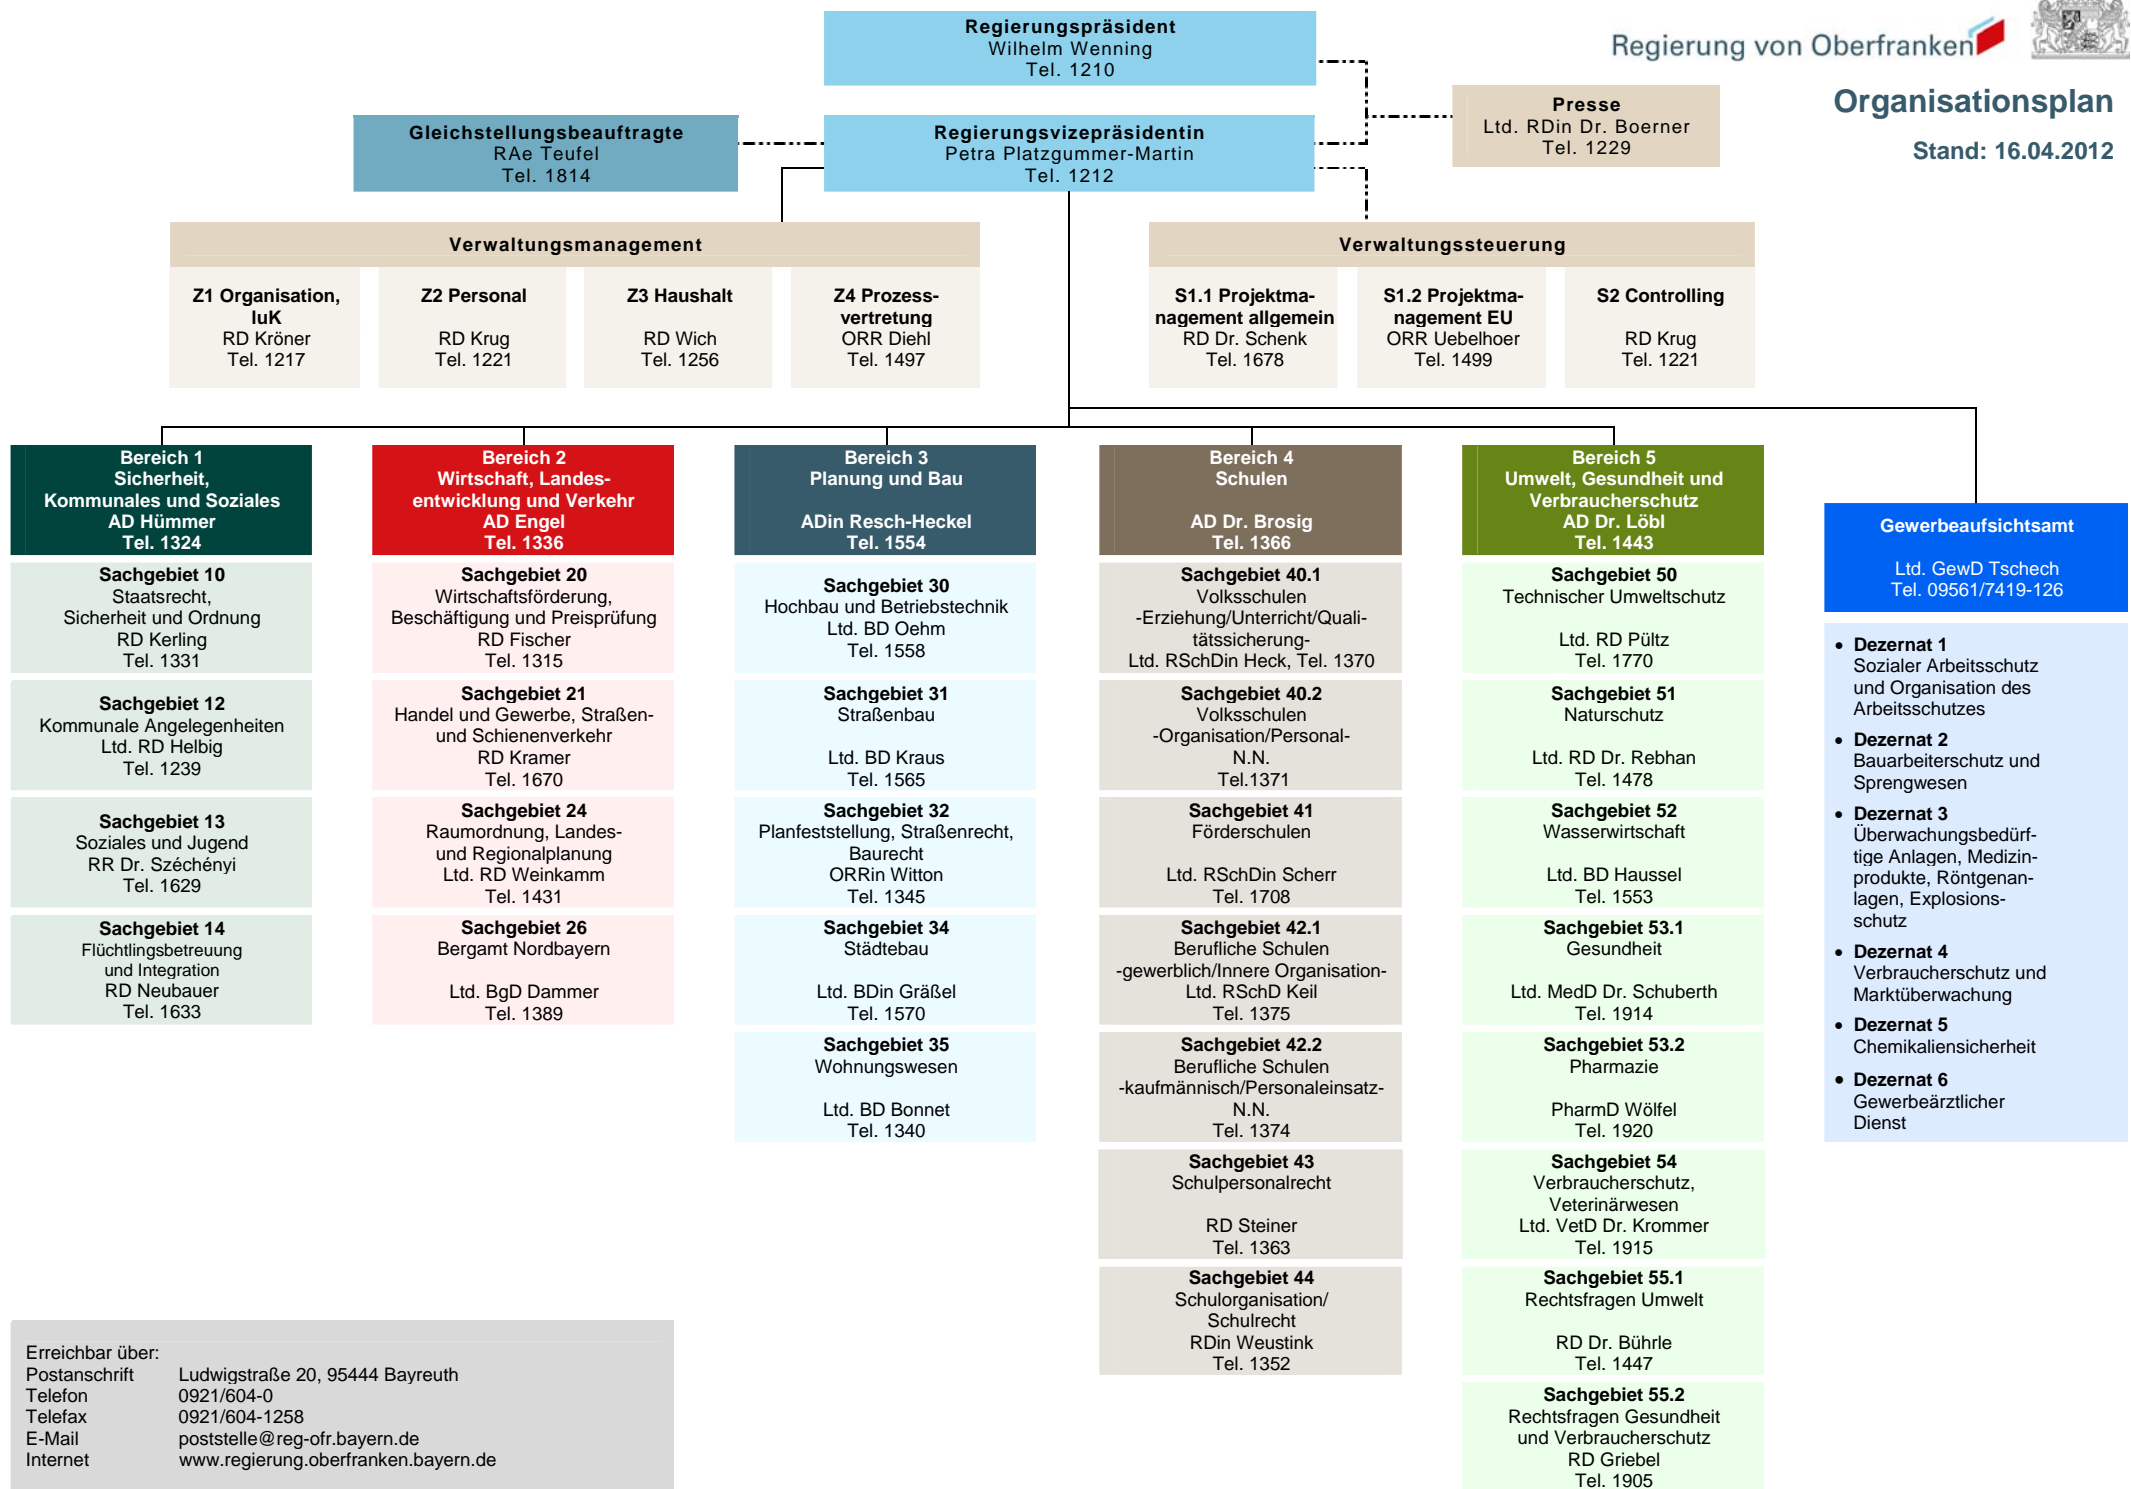 Regierung von Oberfranken
Organisationsplan
Stand: 16.04.2012
Regierungspräsident
Wilhelm Wenning
Tel. 1210
Presse
Ltd. RDin Dr. Boerner
Tel. 1229
Gleichstellungsbeauftragte
RAe Teufel
Tel. 1814
Regierungsvizepräsidentin
Petra Platzgummer-Martin
Tel. 1212
Verwaltungsmanagement
Z1 Organisation,
IuK
RD Kröner
Tel. 1217
Z2 Personal
RD Krug
Tel. 1221
Z3 Haushalt
RD Wich
Tel. 1256
Z4 Prozess-
vertretung
ORR Diehl
Tel. 1497
Verwaltungssteuerung
S1.1 Projektma-
nagement allgemein
RD Dr. Schenk
Tel. 1678
S1.2 Projektma-
nagement EU
ORR Uebelhoer
Tel. 1499
S2 Controlling
RD Krug
Tel. 1221
Bereich 1
Sicherheit,
Kommunales und Soziales
AD Hümmer
Tel. 1324
Sachgebiet 10
Staatsrecht,
Sicherheit und Ordnung
RD Kerling
Tel. 1331
Sachgebiet 12
Kommunale Angelegenheiten
Ltd. RD Helbig
Tel. 1239
Sachgebiet 13
Soziales und Jugend
RR Dr. Széchényi
Tel. 1629
Sachgebiet 14
Flüchtlingsbetreuung
und Integration
RD Neubauer
Tel. 1633
Bereich 2
Wirtschaft, Landes-
entwicklung und Verkehr
AD Engel
Tel. 1336
Sachgebiet 20
Wirtschaftsförderung,
Beschäftigung und Preisprüfung
RD Fischer
Tel. 1315
Sachgebiet 21
Handel und Gewerbe, Straßen-
und Schienenverkehr
RD Kramer
Tel. 1670
Sachgebiet 24
Raumordnung, Landes-
und Regionalplanung
Ltd. RD Weinkamm
Tel. 1431
Sachgebiet 26
Bergamt Nordbayern
Ltd. BgD Dammer
Tel. 1389
Bereich 3
Planung und Bau
ADin Resch-Heckel
Tel. 1554
Sachgebiet 30
Hochbau und Betriebstechnik
Ltd. BD Oehm
Tel. 1558
Sachgebiet 31
Straßenbau
Ltd. BD Kraus
Tel. 1565
Sachgebiet 32
Planfeststellung, Straßenrecht,
Baurecht
ORRin Witton
Tel. 1345
Sachgebiet 34
Städtebau
Ltd. BDin Gräßel
Tel. 1570
Sachgebiet 35
Wohnungswesen
Ltd. BD Bonnet
Tel. 1340
Bereich 4
Schulen
AD Dr. Brosig
Tel. 1366
Sachgebiet 40.1
Volksschulen
-Erziehung/Unterricht/Quali-
tätssicherung-
Ltd. RSchDin Heck, Tel. 1370
Sachgebiet 40.2
Volksschulen
-Organisation/Personal-
N.N.
Tel.1371
Sachgebiet 41
Förderschulen
Ltd. RSchDin Scherr
Tel. 1708
Sachgebiet 42.1
Berufliche Schulen
-gewerblich/Innere Organisation-
Ltd. RSchD Keil
Tel. 1375
Sachgebiet 42.2
Berufliche Schulen
-kaufmännisch/Personaleinsatz-
N.N.
Tel. 1374
Sachgebiet 43
Schulpersonalrecht
RD Steiner
Tel. 1363
Sachgebiet 44
Schulorganisation/
Schulrecht
RDin Weustink
Tel. 1352
Bereich 5
Umwelt, Gesundheit und
Verbraucherschutz
AD Dr. Löbl
Tel. 1443
Sachgebiet 50
Technischer Umweltschutz
Ltd. RD Pültz
Tel. 1770
Sachgebiet 51
Naturschutz
Ltd. RD Dr. Rebhan
Tel. 1478
Sachgebiet 52
Wasserwirtschaft
Ltd. BD Haussel
Tel. 1553
Sachgebiet 53.1
Gesundheit
Ltd. MedD Dr. Schuberth
Tel. 1914
Sachgebiet 53.2
Pharmazie
PharmD Wölfel
Tel. 1920
Sachgebiet 54
Verbraucherschutz,
Veterinärwesen
Ltd. VetD Dr. Krommer
Tel. 1915
Sachgebiet 55.1
Rechtsfragen Umwelt
RD Dr. Bührle
Tel. 1447
Sachgebiet 55.2
Rechtsfragen Gesundheit
und Verbraucherschutz
RD Griebel
Tel. 1905
Gewerbeaufsichtsamt
Ltd. GewD Tschech
Tel. 09561/7419-126
• Dezernat 1
Sozialer Arbeitsschutz
und Organisation des
Arbeitsschutzes
• Dezernat 2
Bauarbeiterschutz und
Sprengwesen
• Dezernat 3
Überwachungsbedürf-
tige Anlagen, Medizin-
produkte, Röntgenan-
lagen, Explosions-
schutz
• Dezernat 4
Verbraucherschutz und
Marktüberwachung
• Dezernat 5
Chemikaliensicherheit
• Dezernat 6
Gewerbeärztlicher
Dienst
Erreichbar über:
Postanschrift Ludwigstraße 20, 95444 Bayreuth
Telefon 0921/604-0
Telefax 0921/604-1258
E-Mail poststelle@reg-ofr.bayern.de
Internet www.regierung.oberfranken.bayern.de